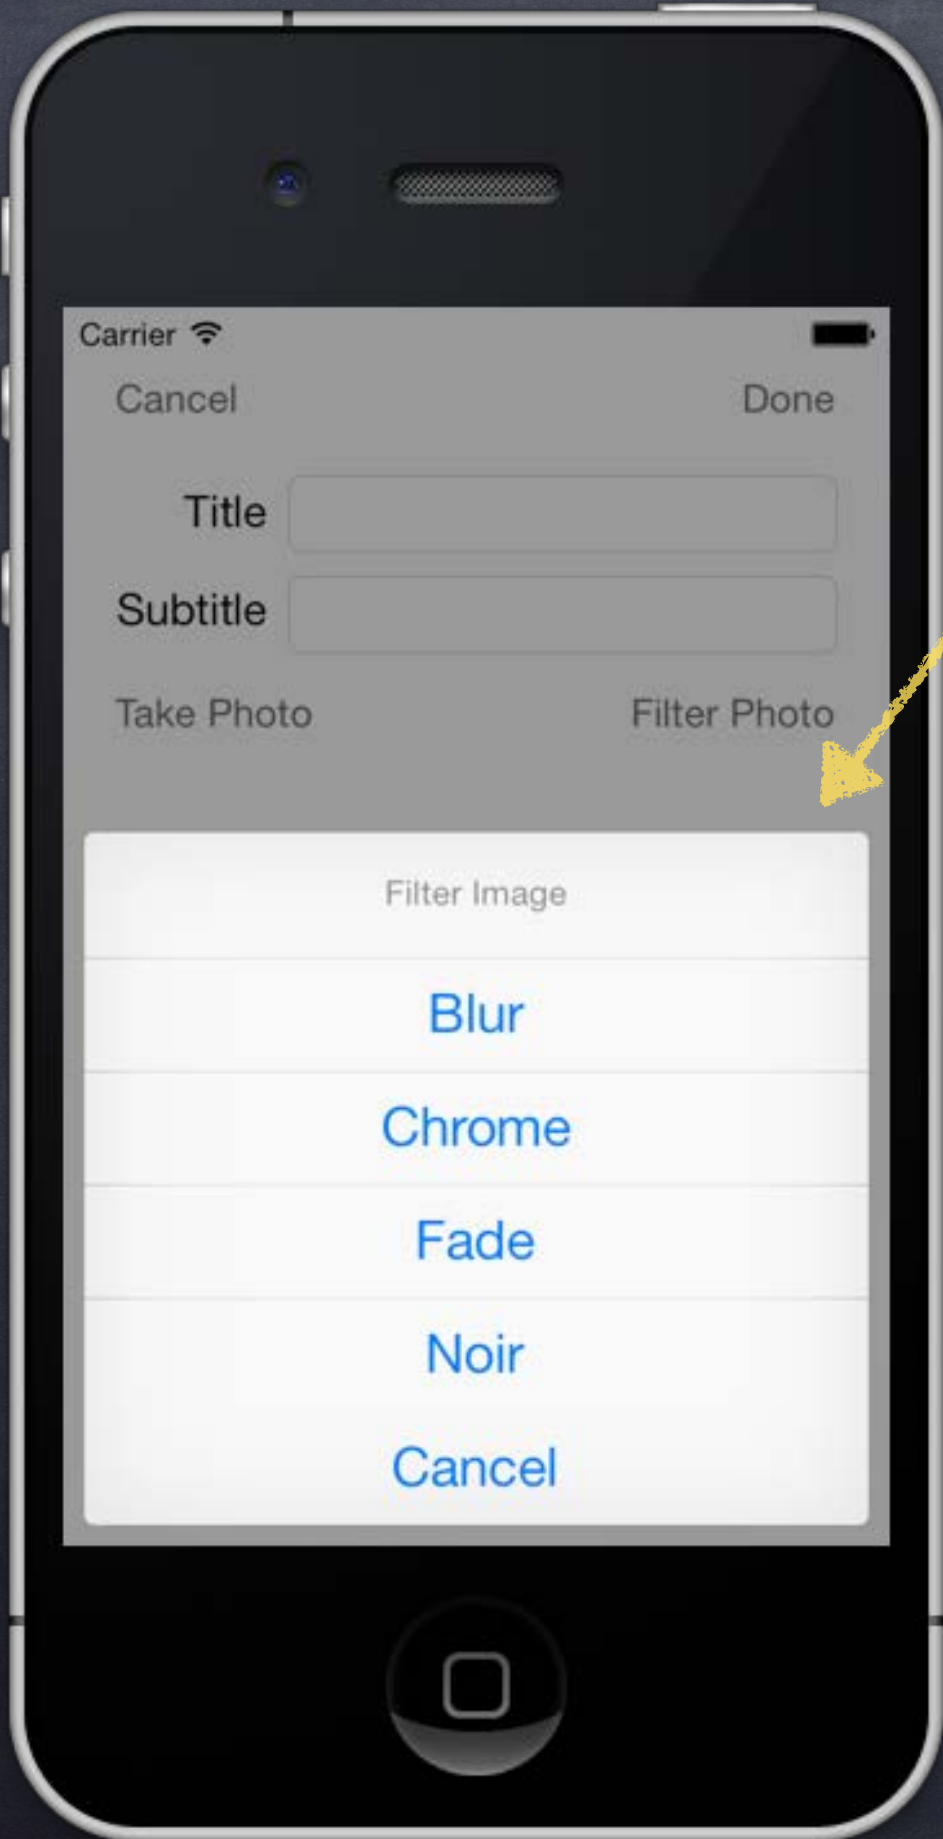 Carrier
Cancel Done
Title
Subtitle
Take Photo Filter Photo
Filter Image
Blur
Chrome
Fade
Noir
Cancel